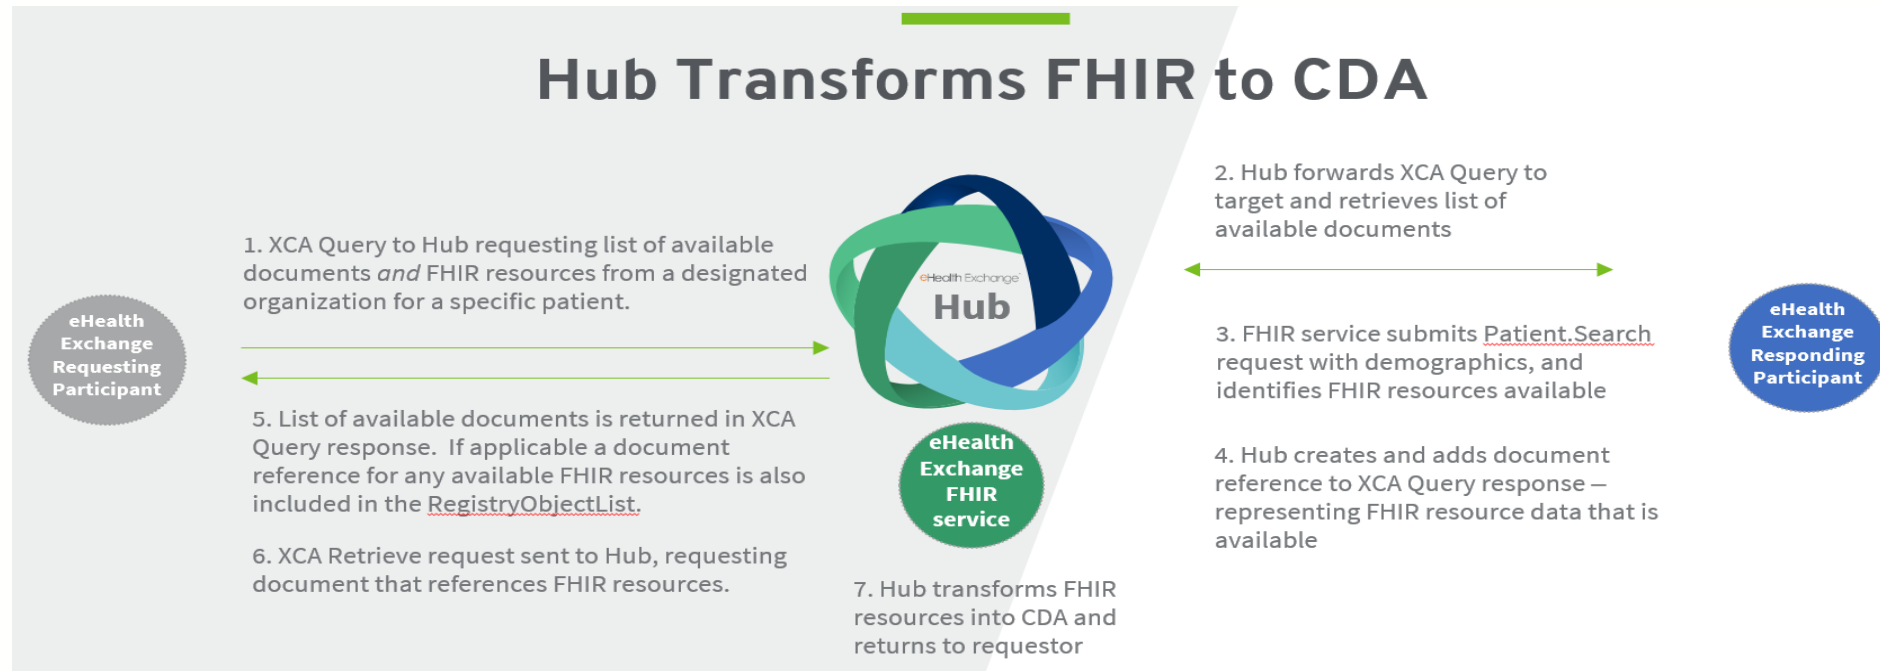 Hub Transforms FHIR to CDA
1. XCA Query to Hub requesting list of available
documents and FHIR resources from a designated
organization for a specific patient.
eHealth
Exchange
Requesting
Participant
5. List of available documents is returned in XCA
Query response.  If applicable a document
reference for any available FHIR resources is also
included in the RegistryObjectList.
6. XCA Retrieve request sent to Hub, requesting
document that references FHIR resources.
eHealth Exchange
Hub
eHealth
Exchange
FHIR
service
7. Hub transforms FHIR
resources into CDA and
returns to requestor
2. Hub forwards XCA Query to
target and retrieves list of
available documents
3. FHIR service submits Patient.Search
request with demographics, and
identifies FHIR resources available
4. Hub creates and adds document
reference to XCA Query response –
representing FHIR resource data that is
available
eHealth
Exchange
Responding
Participant